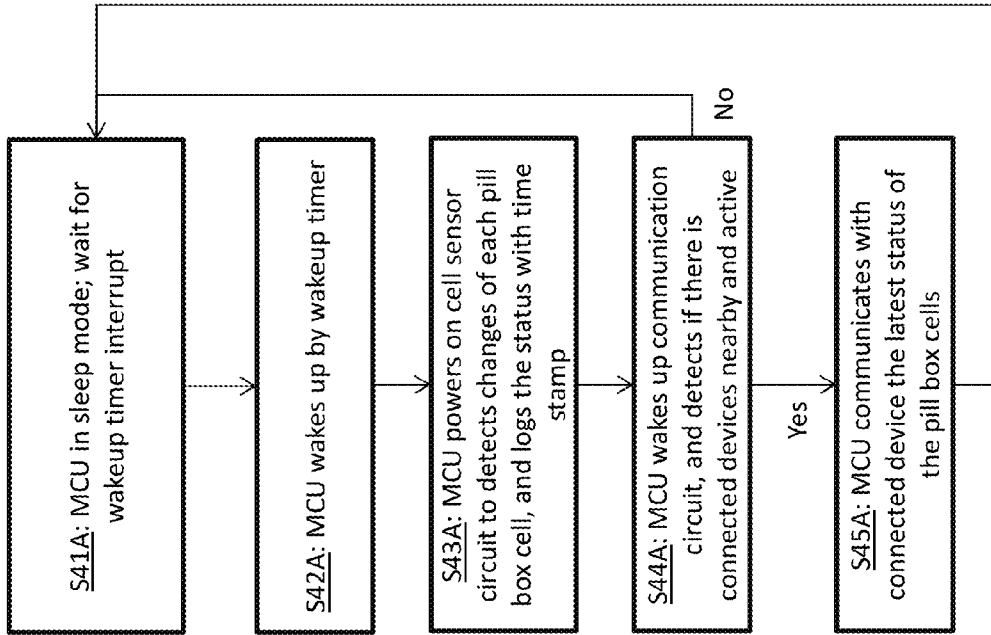 S41A: MCU in sleep mode; wait for
wakeup timer interrupt
S42A: MCU wakes up by wakeup timer
S43A: MCU powers on cell sensor
circuit to detects changes of each pill
box cell, and logs the status with time
stamp
S44A: MCU wakes up communication
circuit, and detects if there is
connected devices nearby and active
No
Yes
S45A: MCU communicates with
connected device the latest status of
the pill box cells